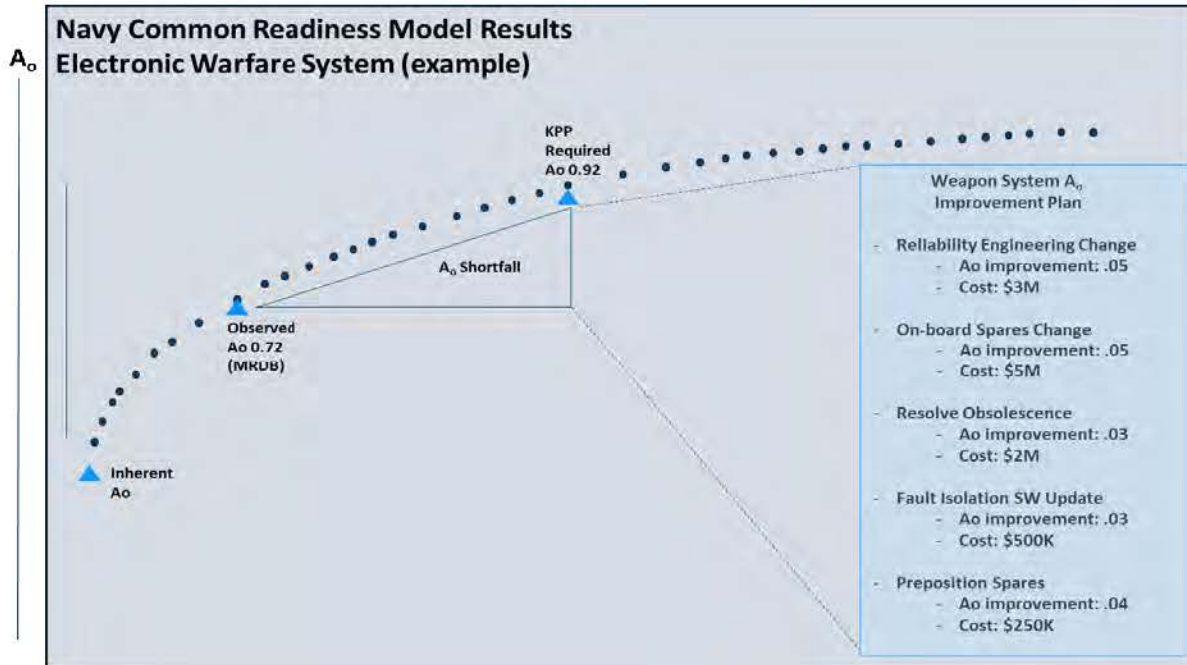 Navy Common Readiness Model Results
Electronic Warfare System (example)
Ao
KPP
Required
Ao 0.92
Ao Shortfall
Observed
Ao 0.72
(MRDB)
Inherent
Ao
Weapon System Ao
Improvement Plan
- Reliability Engineering Change
- Ao improvement: .05
- Cost: $3M
- On-board Spares Change
- Ao improvement: .05
- Cost: $5M
- Resolve Obsolescence
- Ao improvement: .03
- Cost: $2M
- Fault Isolation SW Update
- Ao improvement: .03
- Cost: $500K
- Preposition Spares
- Ao improvement: .04
- Cost: $250K